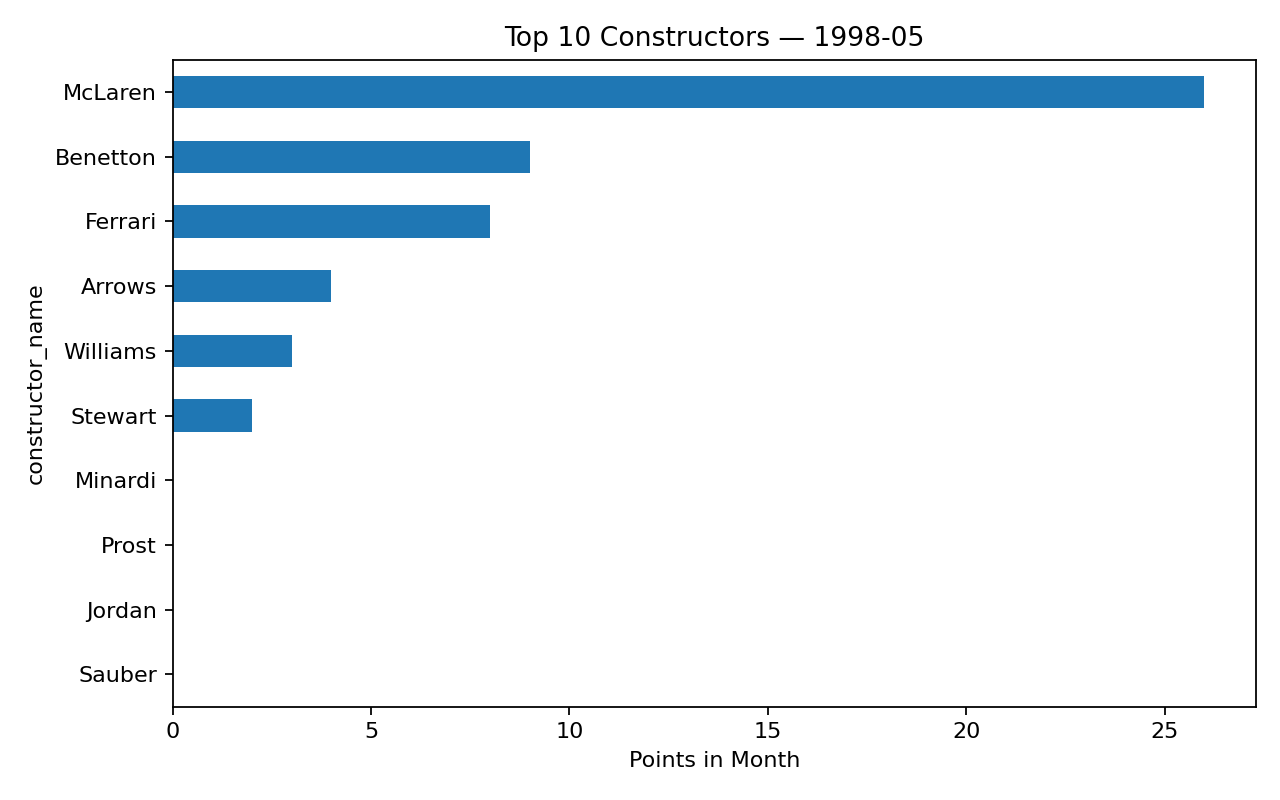 Top 10 Constructors — 1998-05
McLaren
Benetton
Ferrari
Arrows
Williams
Stewart
Minardi
Prost
Jordan
Sauber
constructor_name
0 5 10 15 20 25
Points in Month